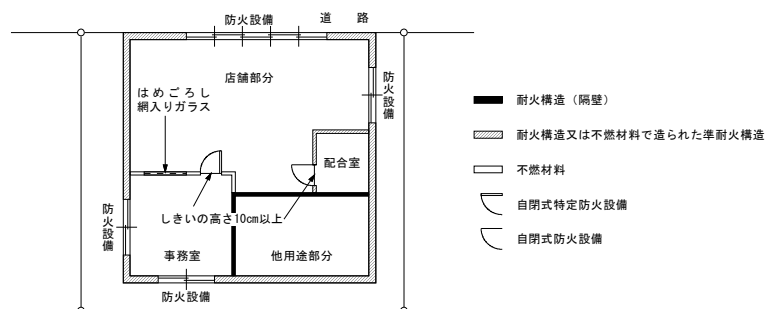 防火設備
道 路
店舗部分
はめごろし
網入りガラス
防火設備
配合室
しきいの高さ10cm以上
防火設備
事務室
他用途部分
防火設備
耐火構造（隔壁）
耐火構造又は不燃材料で造られた準耐火構造
不燃材料
自閉式特定防火設備
自閉式防火設備